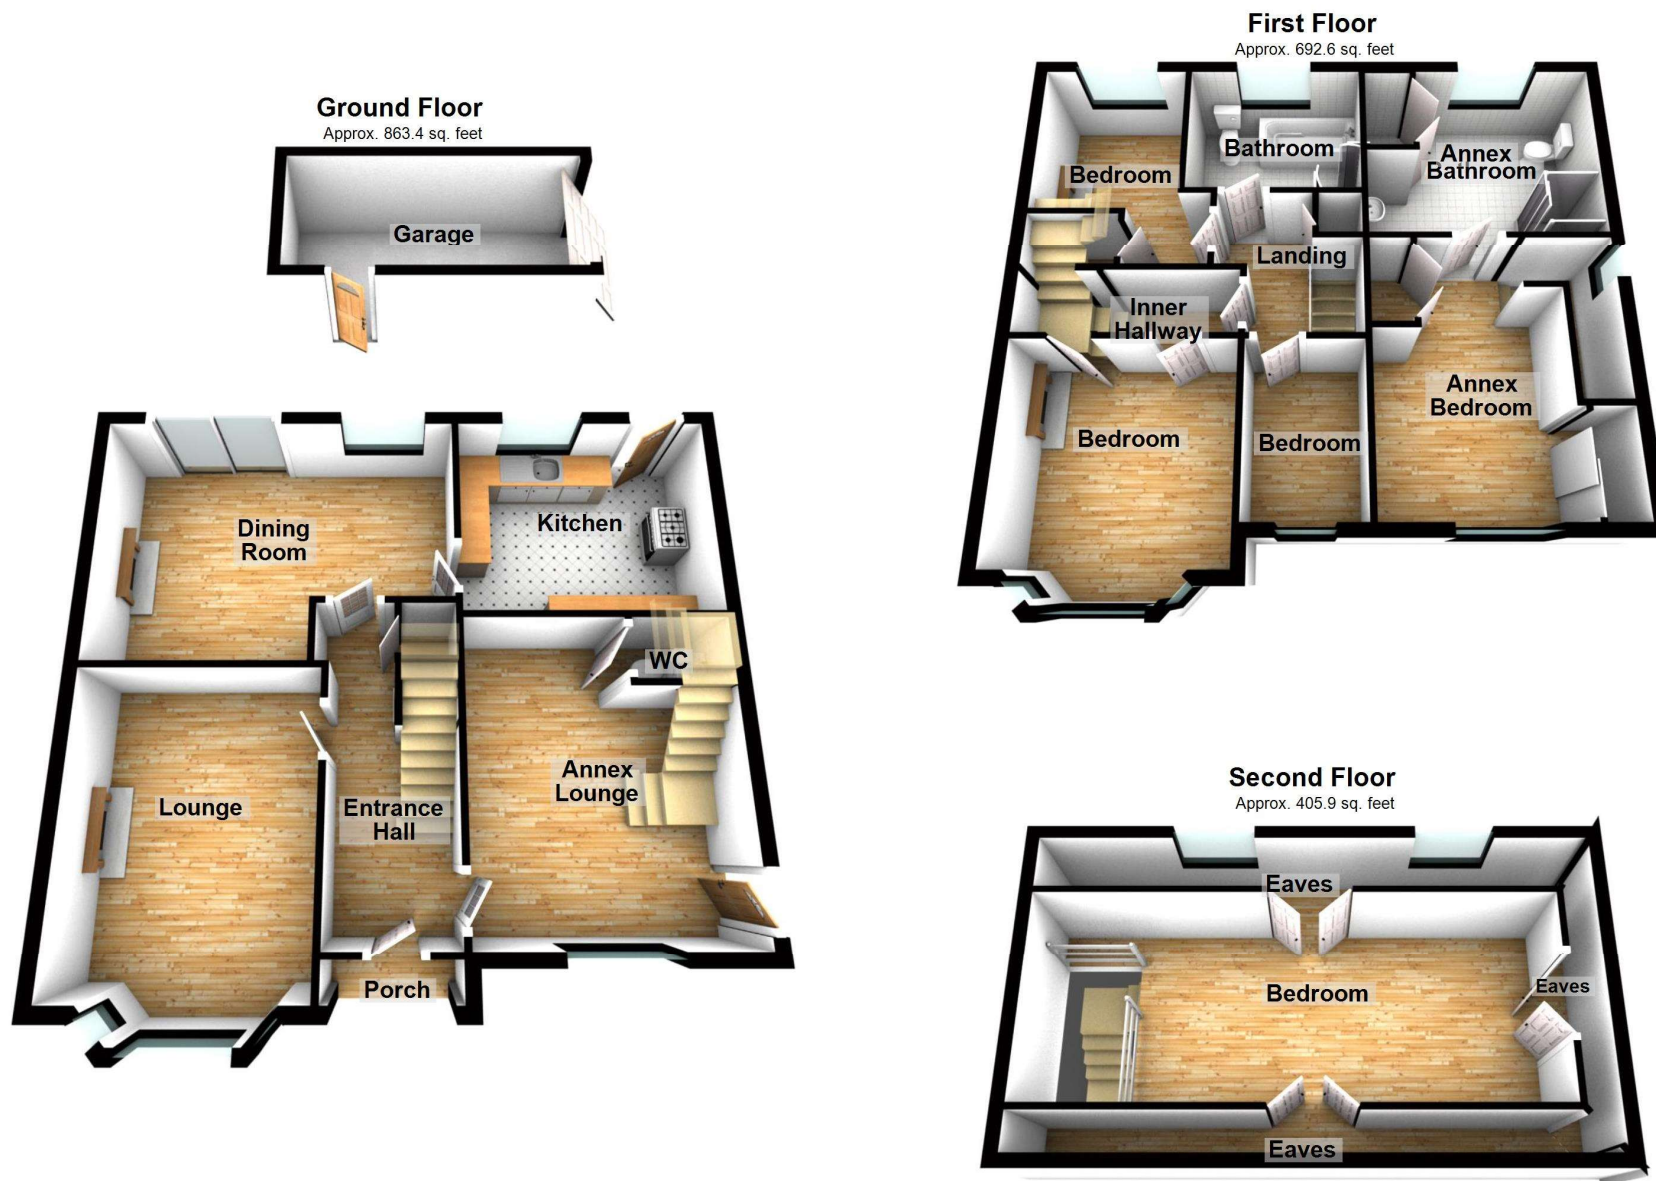 Ground Floor
Approx. 863.4 sq. feet
Garage
Dining
Room
Kitchen
WC
Lounge
Entrance
Hall
Annex
Lounge
Porch
First Floor
Approx. 692.6 sq. feet
Bedroom
Bathroom
Annex
Bathroom
Landing
Inner
Hallway
Bedroom
Bedroom
Annex
Bedroom
Second Floor
Approx. 405.9 sq. feet
Eaves
Bedroom
Eaves
Eaves